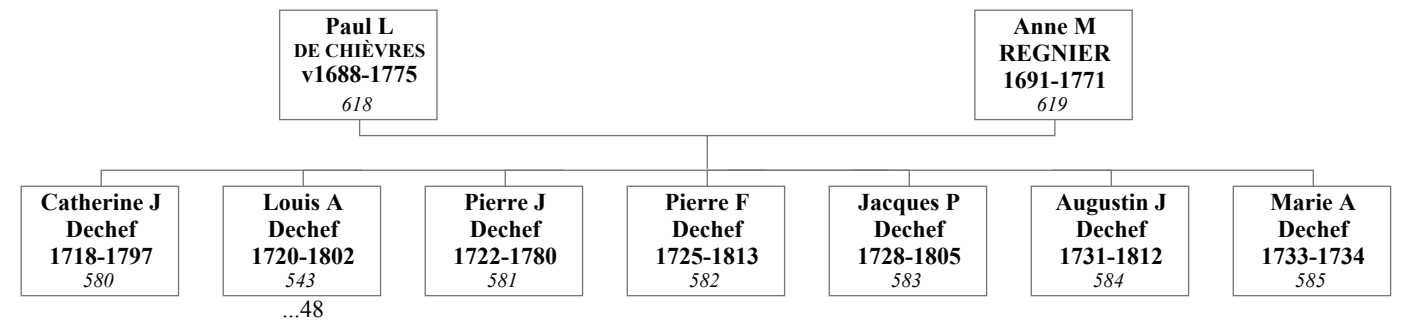 Paul L
DE CHIÈVRES
v1688-1775
618
Anne M
REGNIER
1691-1771
619
Catherine J
Dechef
1718-1797
580
Louis A
Dechef
1720-1802
543
...48
Pierre J
Dechef
1722-1780
581
Pierre F
Dechef
1725-1813
582
Jacques P
Dechef
1728-1805
583
Augustin J
Dechef
1731-1812
584
Marie A
Dechef
1733-1734
585